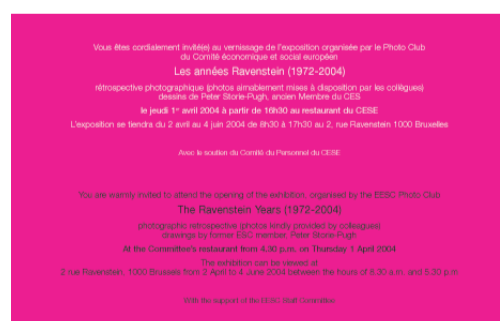 Vous êtes cordialement invité(e) au vernissage de l'exposition organisée par le Photo Club
du Comité économique et social européen
Les années Ravenstein (1972-2004)
rétrospective photographique (photos aimablement mises à disposition par les collègues)
dessins de Peter Storie-Pugh, ancien Membre du CES
le jeudi 1er avril 2004 à partir de 16h30 au restaurant du CESE
L'exposition se tiendra du 2 avril au 4 juin 2004 de 8h30 à 17h30 au 2, rue Ravenstein 1000 Bruxelles
Avec le soutien du Comité du Personnel du CESE
You are warmly invited to attend the opening of the exhibition, organised by the EESC Photo Club
The Ravenstein Years (1972-2004)
photographic retrospective (photos kindly provided by colleagues)
drawings by former ESC member, Peter Storie-Pugh
At the Committee's restaurant from 4.30 p.m. on Thursday 1 April 2004
The exhibition can be viewed at
2 rue Ravenstein, 1000 Brussels from 2 April to 4 June 2004 between the hours of 8.30 a.m. and 5.30 p.m
With the support of the EESC Staff Committee